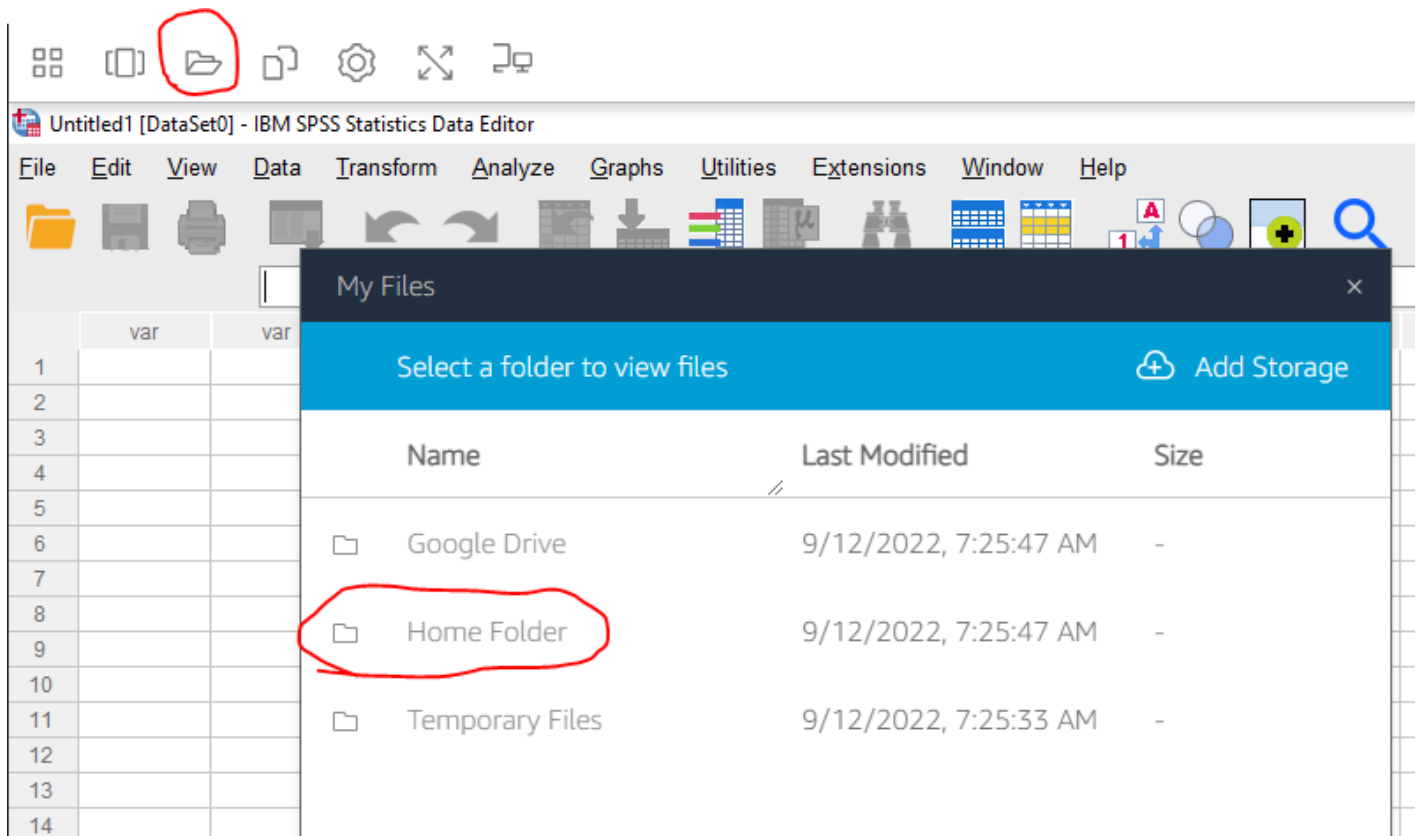 Untitled1 [DataSet0] - IBM SPSS Statistics Data Editor
File Edit View Data Transform Analyze Graphs Utilities Extensions Window Help
A
1
µ
My Files ×
var var
Select a folder to view files Add Storage
1
2
Name Last Modified Size
3
4
5
Google Drive 9/12/2022, 7:25:47 AM -
6
7
8
Home Folder 9/12/2022, 7:25:47 AM -
9
10
11
Temporary Files 9/12/2022, 7:25:33 AM -
12
13
14